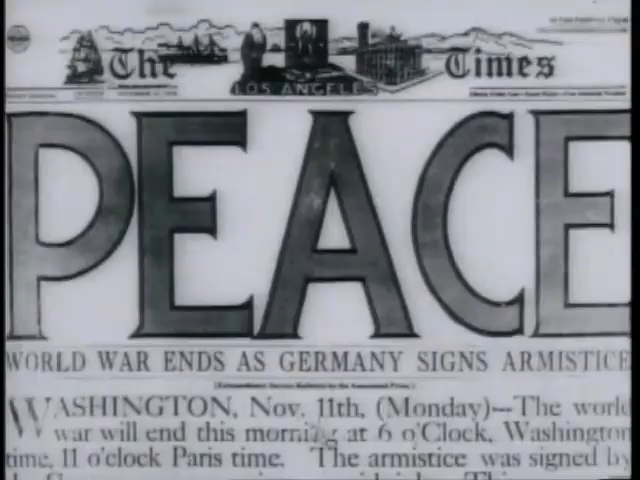 The Times
LOS ANGELES
PEACE
WORLD WAR ENDS AS GERMANY SIGNS ARMISTICE
WASHINGTON, Nov. 11th, (Monday)—The world
war will end this morning at 6 o'Clock, Washington
time, 11 o'clock Paris time. The armistice was signed by